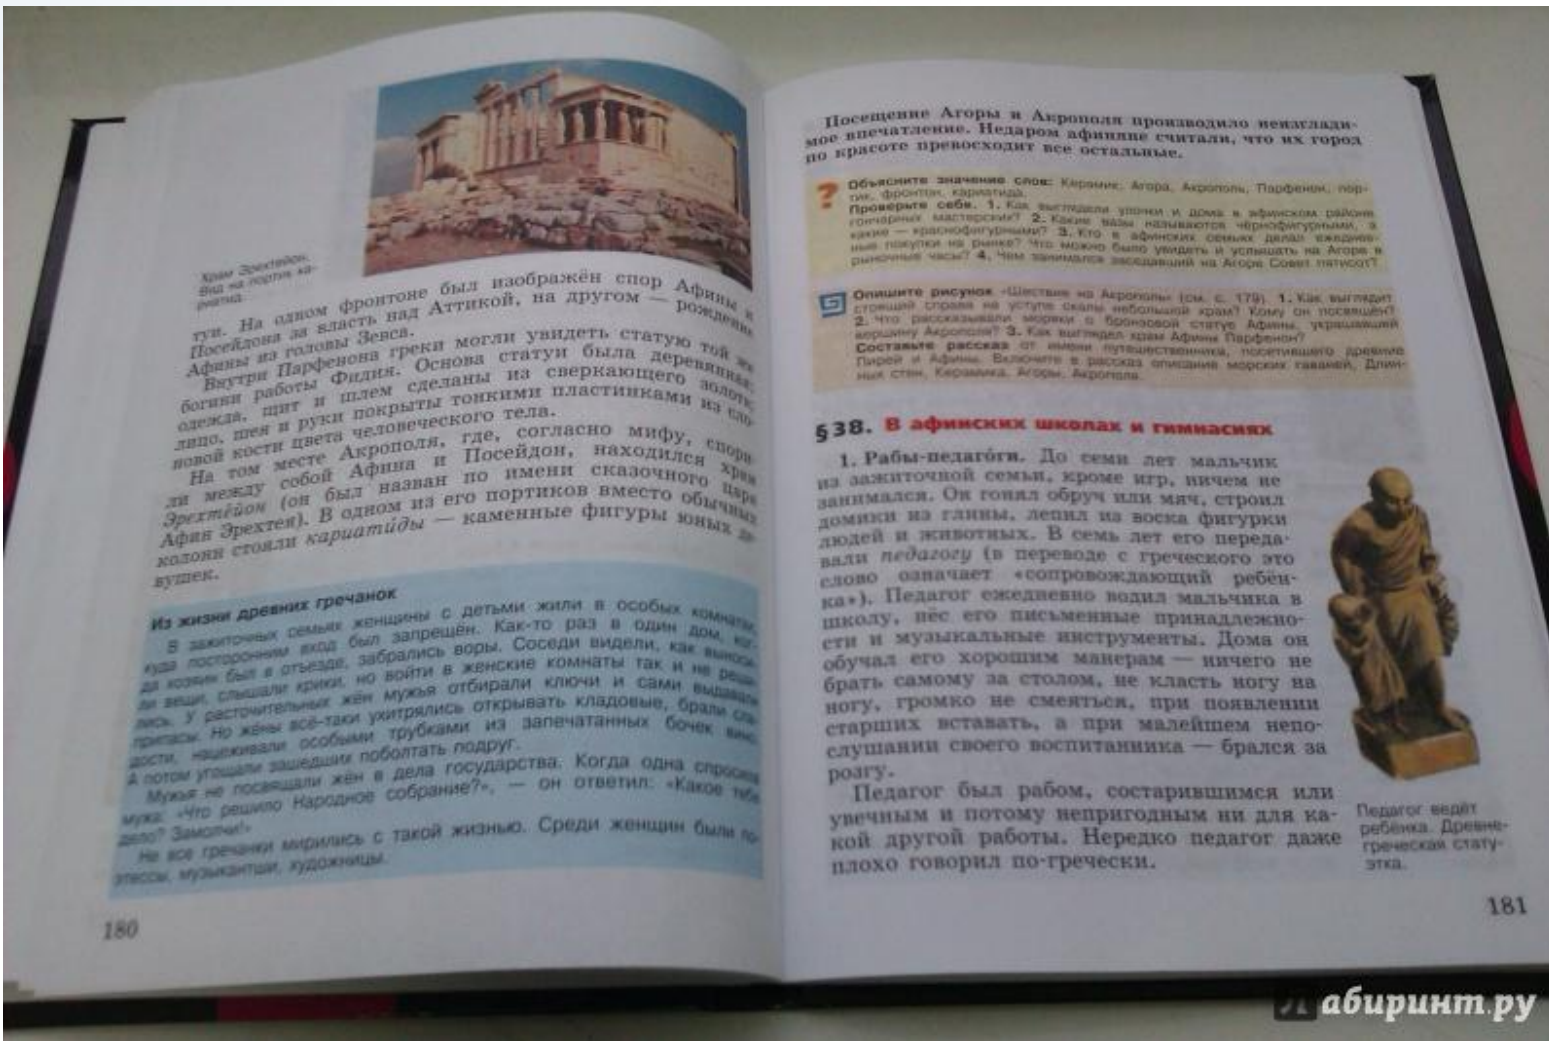 Храм Эрехтейон.
Вид на портик ка-
риатид.
туи. На одном фронтоне был изображён спор Афины и
Посейдона за власть над Аттикой, на другом — рождение
Афины из головы Зевса.
Внутри Парфенона греки могли увидеть статую той же
богини работы Фидия. Основа статуи была деревянная;
одежда, щит и шлем сделаны из сверкающего золота;
лицо, шея и руки покрыты тонкими пластинками из сло-
новой кости цвета человеческого тела.
На том месте Акрополя, где, согласно мифу, спори-
ли между собой Афина и Посейдон, находился храм
Эрехтейон (он был назван по имени сказочного царя
Афин Эрехтея). В одном из его портиков вместо обычных
колонн стояли кариатиды — каменные фигуры юных де-
вушек.
Из жизни древних гречанок
В зажиточных семьях женщины с детьми жили в особых комнатах,
куда посторонним вход был запрещён. Как-то раз в один дом, ког-
да хозяин был в отъезде, забрались воры. Соседи видели, как выноси-
ли вещи, слышали крики, но войти в женские комнаты так и не реши-
лись. У расточительных жён мужья отбирали ключи и сами выдавали
припасы. Но жёны всё-таки ухитрялись открывать кладовые, брали сла-
дости, нацеживали особыми трубками из запечатанных бочек вино.
А потом угощали зашедших поболтать подруг.
Мужья не посвящали жён в дела государства. Когда одна спросила
мужа: «Что решило Народное собрание?», — он ответил: «Какое тебе
дело? Замолчи!»
Не все гречанки мирились с такой жизнью. Среди женщин были по-
этессы, музыкантши, художницы.
180
Посещение Агоры и Акрополя производило неизглади-
мое впечатление. Недаром афиняне считали, что их город
по красоте превосходит все остальные.
? Объясните значение слов: Керамик, Агора, Акрополь, Парфенон, пор-
тик, фронтон, кариатида.
Проверьте себя. 1. Как выглядели улочки и дома в афинском районе
гончарных мастерских? 2. Какие вазы называются чёрнофигурными, а
какие — краснофигурными? 3. Кто в афинских семьях делал ежеднев-
ные покупки на рынке? Что можно было увидеть и услышать на Агоре в
рыночные часы? 4. Чем занимался заседавший на Агоре Совет пятисот?
Опишите рисунок «Шествие на Акрополь» (см. с. 179). 1. Как выглядит
стоящий справа на уступе скалы небольшой храм? Кому он посвящён?
2. Что рассказывали моряки о бронзовой статуе Афины, украшавшей
вершину Акрополя? 3. Как выглядел храм Афины Парфенон?
Составьте рассказ от имени путешественника, посетившего древние
Пирей и Афины. Включите в рассказ описание морских гаваней, Длин-
ных стен, Керамика, Агоры, Акрополя.
§ 38. В афинских школах и гимнасиях
1. Рабы-педагóги. До семи лет мальчик
из зажиточной семьи, кроме игр, ничем не
занимался. Он гонял обруч или мяч, строил
домики из глины, лепил из воска фигурки
людей и животных. В семь лет его переда-
вали педагогу (в переводе с греческого это
слово означает «сопровождающий ребён-
ка»). Педагог ежедневно водил мальчика в
школу, нёс его письменные принадлежно-
сти и музыкальные инструменты. Дома он
обучал его хорошим манерам — ничего не
брать самому за столом, не класть ногу на
ногу, громко не смеяться, при появлении
старших вставать, а при малейшем непо-
слушании своего воспитанника — брался за
розгу.
Педагог был рабом, состарившимся или
увечным и потому непригодным ни для ка-
кой другой работы. Нередко педагог даже
плохо говорил по-гречески.
Педагог ведёт
ребёнка. Древне-
греческая стату-
этка.
181
Лабиринт.ру